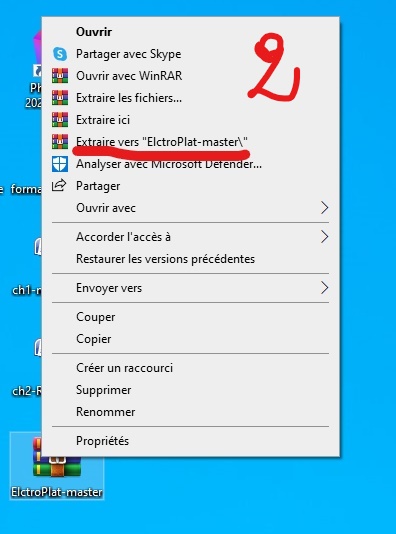 Ouvrir
Partager avec Skype
Ouvrir avec WinRAR
Extraire les fichiers...
Extraire ici
Extraire vers "ElctroPlat-master\"
Analyser avec Microsoft Defender...
Partager
Ouvrir avec
Accorder l'accès à
Restaurer les versions précédentes
Envoyer vers
Couper
Copier
Créer un raccourci
Supprimer
Renommer
Propriétés
2
Ph
202
e forma
ch1-
ch2-R
ElctroPlat-master